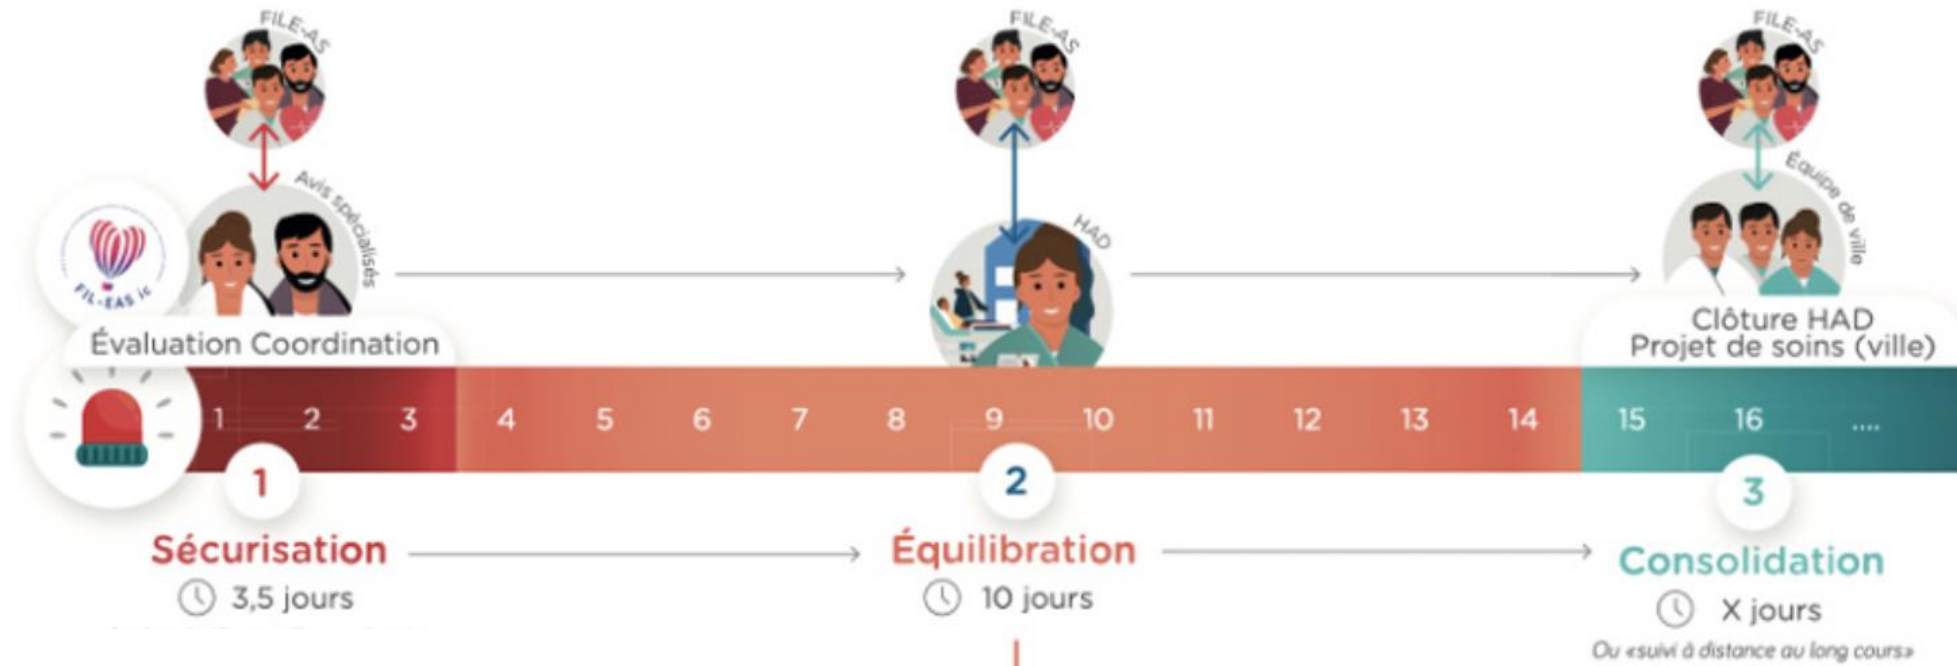 FILE-AS
FILE-AS
FILE-AS
Avis spécialisés
HAD
Équipe de ville
FIL-EAS ic
Évaluation Coordination
Clôture HAD
Projet de soins (ville)
1 2 3 4 5 6 7 8 9 10 11 12 13 14 15 16 ....
1
2
3
Sécurisation
3,5 jours
Équilibration
10 jours
Consolidation
X jours
Ou «suivi à distance au long cours»